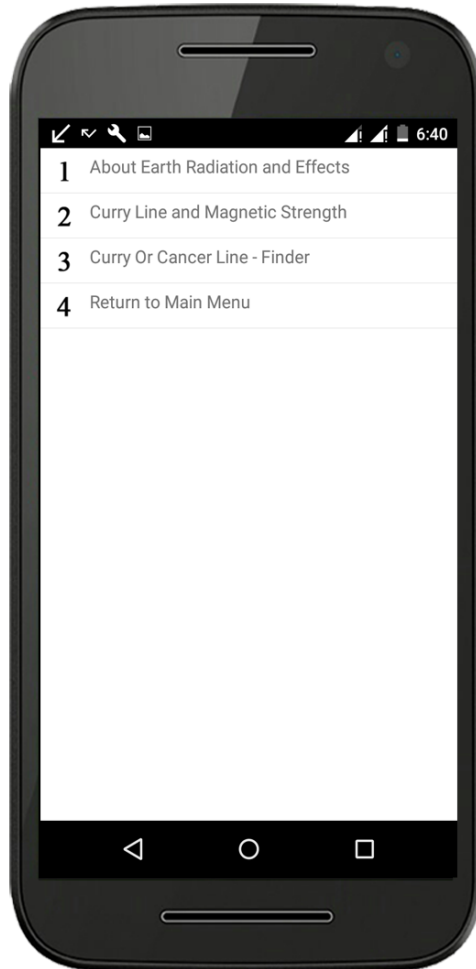 6:40
1 About Earth Radiation and Effects
2 Curry Line and Magnetic Strength
3 Curry Or Cancer Line - Finder
4 Return to Main Menu